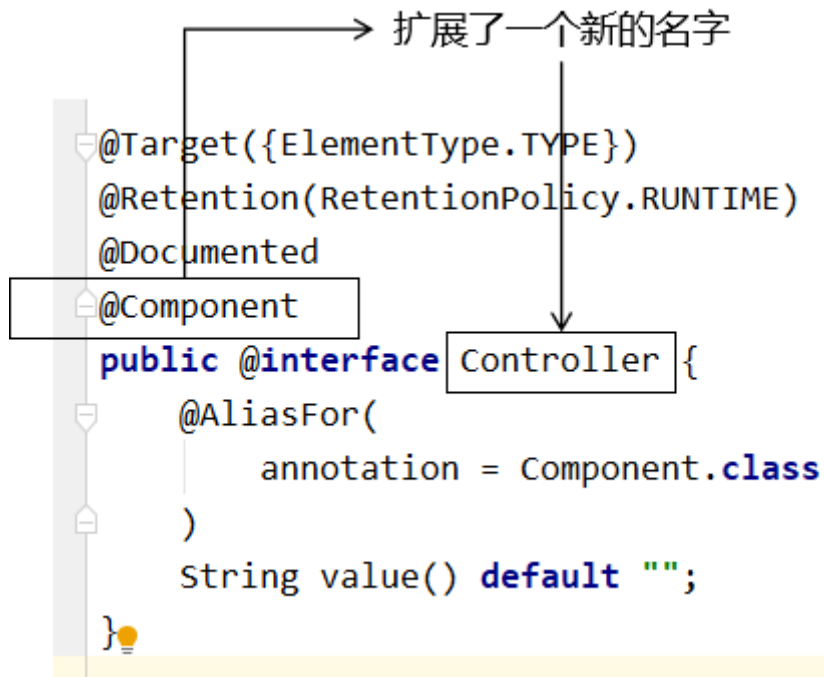 扩展了一个新的名字
@Target({ElementType.TYPE})
@Retention(RetentionPolicy.RUNTIME)
@Documented
@Component
public @interface Controller {
@AliasFor(
annotation = Component.class
)
String value() default "";
}